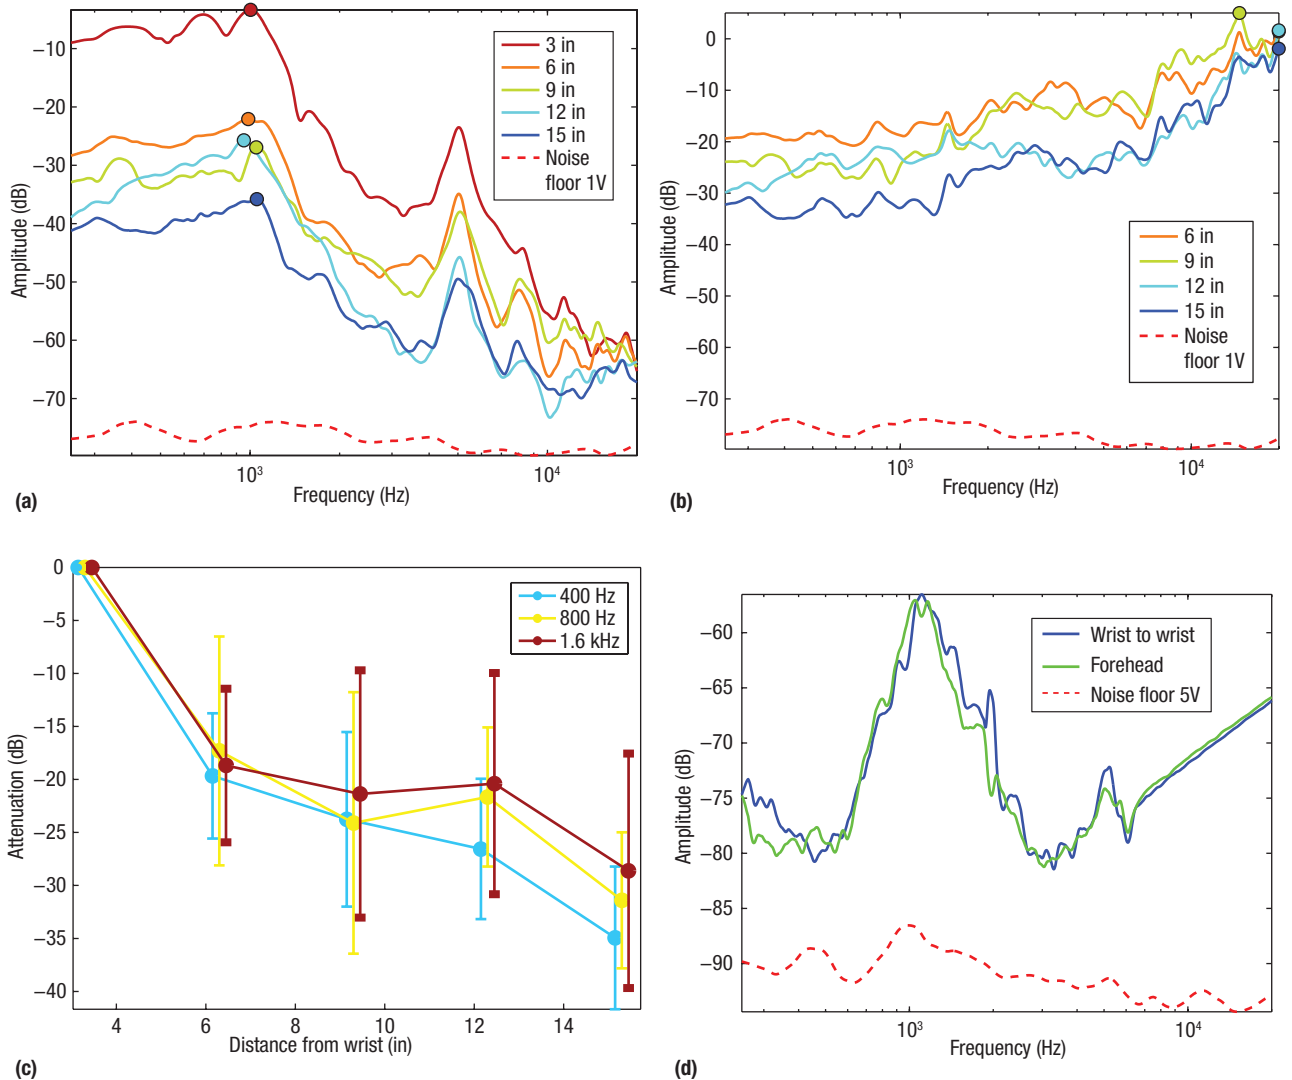 −10
−20
−30
−40
−50
−60
−70
Amplitude (dB)
3 in
6 in
9 in
12 in
15 in
Noise
floor 1V
10³
10⁴
Frequency (Hz)
(a)
0
−10
−20
−30
−40
−50
−60
−70
Amplitude (dB)
6 in
9 in
12 in
15 in
Noise
floor 1V
10³
10⁴
Frequency (Hz)
(b)
0
−5
−10
−15
−20
−25
−30
−35
−40
Attenuation (dB)
400 Hz
800 Hz
1.6 kHz
4
6
8
10
12
14
Distance from wrist (in)
(c)
−60
−65
−70
−75
−80
−85
−90
Amplitude (dB)
Wrist to wrist
Forehead
Noise floor 5V
10³
10⁴
Frequency (Hz)
(d)